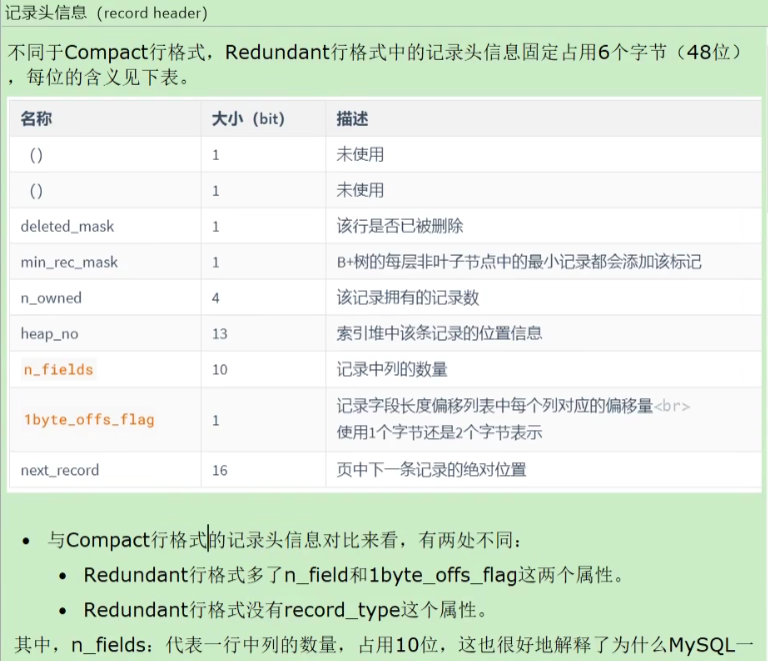 记录头信息（record header）
不同于Compact行格式，Redundant行格式中的记录头信息固定占用6个字节（48位）
，每位的含义见下表。
名称 大小（bit） 描述
（） 1 未使用
（） 1 未使用
deleted_mask 1 该行是否已被删除
min_rec_mask 1 B+树的每层非叶子节点中的最小记录都会添加该标记
n_owned 4 该记录拥有的记录数
heap_no 13 索引堆中该条记录的位置信息
n_fields 10 记录中列的数量
1byte_offs_flag 1 记录字段长度偏移列表中每个列对应的偏移量<br>
使用1个字节还是2个字节表示
next_record 16 页中下一条记录的绝对位置
• 与Compact行格式的记录头信息对比来看，有两处不同：
• Redundant行格式多了n_field和1byte_offs_flag这两个属性。
• Redundant行格式没有record_type这个属性。
其中，n_fields：代表一行中列的数量，占用10位，这也很好地解释了为什么MySQL一